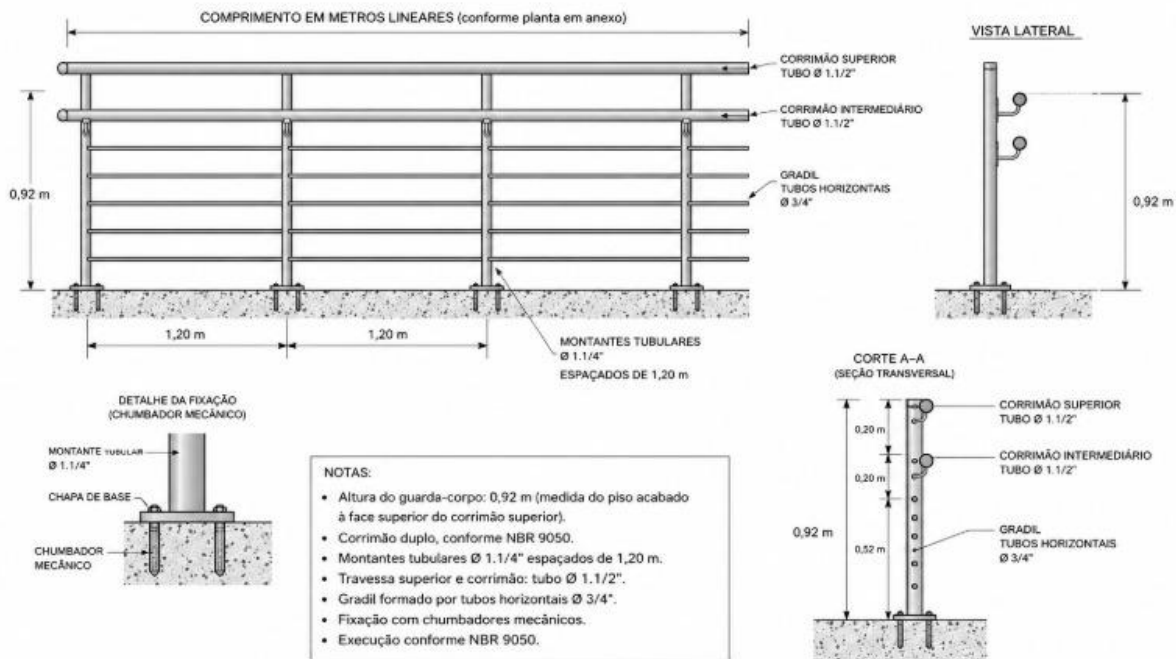 COMPRIMENTO EM METROS LINEARES (conforme planta em anexo)
VISTA LATERAL
CORRIMÃO SUPERIOR
TUBO Ø 1.1/2"
CORRIMÃO INTERMEDIÁRIO
TUBO Ø 1.1/2"
GRADIL
TUBOS HORIZONTAIS
Ø 3/4"
0,92 m
0,92 m
1,20 m
1,20 m
MONTANTES TUBULARES
Ø 1.1/4"
ESPAÇADOS DE 1,20 m
DETALHE DA FIXAÇÃO
(CHUMBADOR MECÂNICO)
MONTANTE TUBULAR
Ø 1.1/4"
CHAPA DE BASE
CHUMBADOR
MECÂNICO
NOTAS:
• Altura do guarda-corpo: 0,92 m (medida do piso acabado
à face superior do corrimão superior).
• Corrimão duplo, conforme NBR 9050.
• Montantes tubulares Ø 1.1/4" espaçados de 1,20 m.
• Travessa superior e corrimão: tubo Ø 1.1/2".
• Gradil formado por tubos horizontais Ø 3/4".
• Fixação com chumbadores mecânicos.
• Execução conforme NBR 9050.
CORTE A–A
(SEÇÃO TRANSVERSAL)
0,20 m
0,20 m
0,52 m
0,92 m
CORRIMÃO SUPERIOR
TUBO Ø 1.1/2"
CORRIMÃO INTERMEDIÁRIO
TUBO Ø 1.1/2"
GRADIL
TUBOS HORIZONTAIS
Ø 3/4"